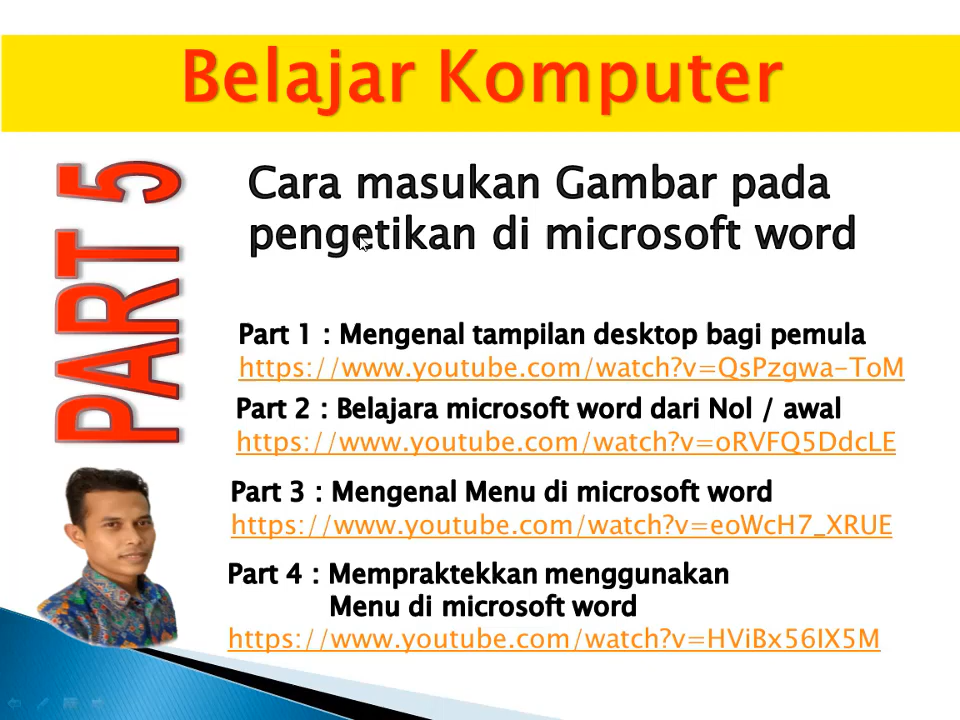 Belajar Komputer
PART 5
Cara masukan Gambar pada
pengetikan di microsoft word
Part 1 : Mengenal tampilan desktop bagi pemula
https://www.youtube.com/watch?v=QsPzgwa-ToM
Part 2 : Belajara microsoft word dari Nol / awal
https://www.youtube.com/watch?v=oRVFQ5DdcLE
Part 3 : Mengenal Menu di microsoft word
https://www.youtube.com/watch?v=eoWcH7_XRUE
Part 4 : Mempraktekkan menggunakan
Menu di microsoft word
https://www.youtube.com/watch?v=HViBx56IX5M